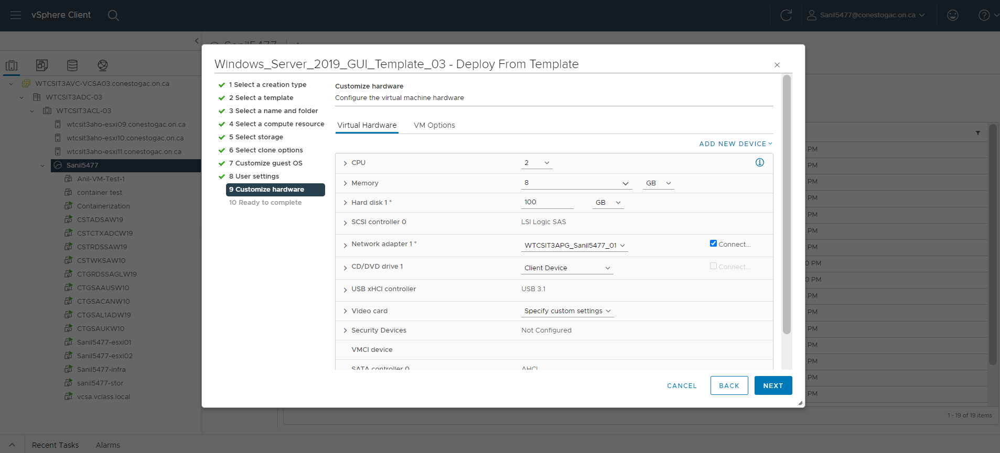 vSphere Client
Sanil5477@conestogac.on.ca
Sanil5477
WTCSIT3AVC-VCSA03.conestogac.on.ca
WTCSIT3ADC-03
WTCSIT3ACL-03
wtcsit3aho-esxi09.conestogac.on.ca
wtcsit3aho-esxi10.conestogac.on.ca
wtcsit3aho-esxi11.conestogac.on.ca
Sanil5477
Anil-VM-Test-1
container test
Containerization
CSTADSAW19
CSTCTXADCW19
CSTRDSSAW19
CSTWKSAW10
CTGRDSSAGLW19
CTGSAAUSW10
CTGSACANW10
CTGSAL1ADW19
CTGSAUKW10
Sanil5477-esxi01
Sanil5477-esxi02
Sanil5477-infra
sanil5477-stor
vcsa.vclass.local
Windows_Server_2019_GUI_Template_03 - Deploy From Template
1 Select a creation type
2 Select a template
3 Select a name and folder
4 Select a compute resource
5 Select storage
6 Select clone options
7 Customize guest OS
8 User settings
9 Customize hardware
10 Ready to complete
Customize hardware
Configure the virtual machine hardware
Virtual Hardware VM Options
ADD NEW DEVICE
CPU 2
Memory 8 GB
Hard disk 1 * 100 GB
SCSI controller 0 LSI Logic SAS
Network adapter 1 * WTCSIT3APG_Sanil5477_01 Connect...
CD/DVD drive 1 Client Device Connect...
USB xHCI controller USB 3.1
Video card Specify custom settings
Security Devices Not Configured
VMCI device
SATA controller 0 AHCI
CANCEL BACK NEXT
PM
PM
PM
PM
PM
PM
PM
0 PM
0 PM
PM
PM
PM
PM
PM
PM
PM
1 - 19 of 19 items
Recent Tasks Alarms